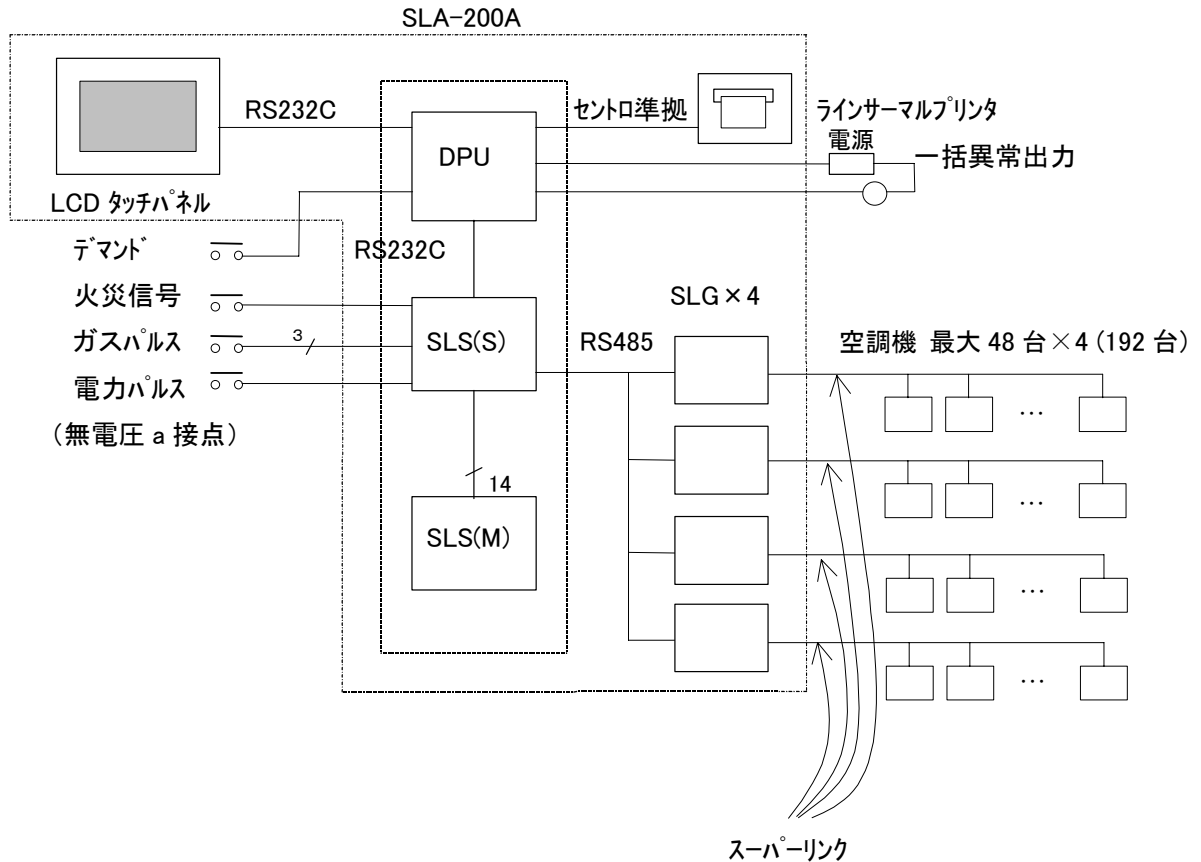 SLA-200A
RS232C
セントロ準拠
ラインサーマルプリンタ
電源
一括異常出力
DPU
LCD タッチパネル
デマンド
RS232C
火災信号
SLG×4
ガスパルス
3
SLS(S)
RS485
空調機 最大 48 台×4 (192 台)
電力パルス
(無電圧 a 接点)
…
14
…
SLS(M)
…
…
スーパーリンク